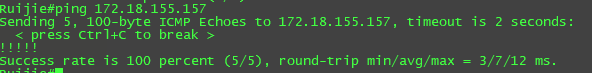 Ruijie#ping 172.18.155.157
Sending 5, 100-byte ICMP Echoes to 172.18.155.157, timeout is 2 seconds:
  < press Ctrl+C to break >
!!!!!
Success rate is 100 percent (5/5), round-trip min/avg/max = 3/7/12 ms.
Ruijie#